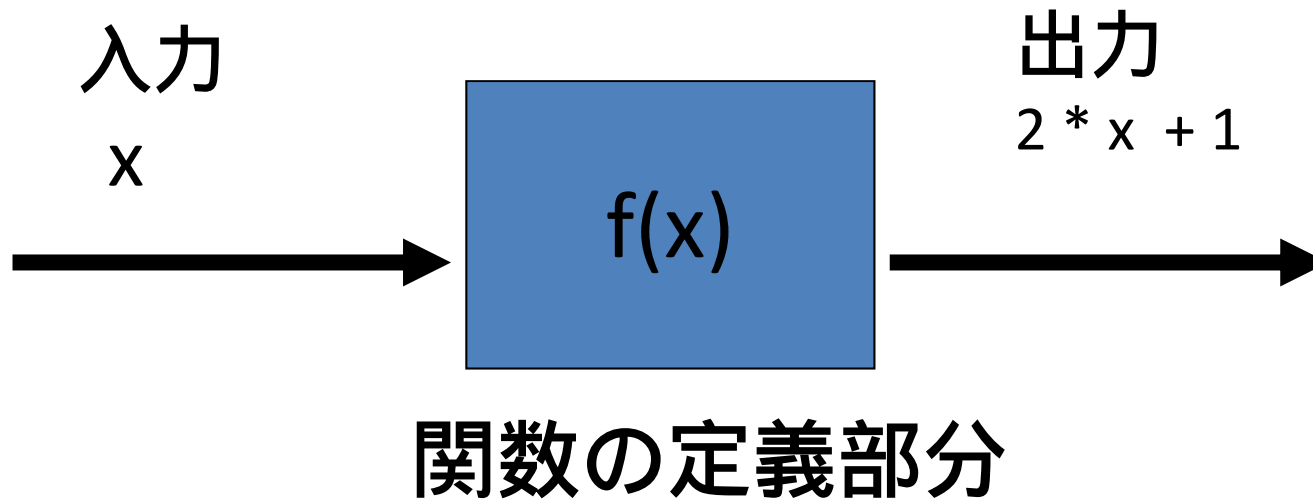 入力
x
f(x)
出力
2 * x + 1
関数の定義部分